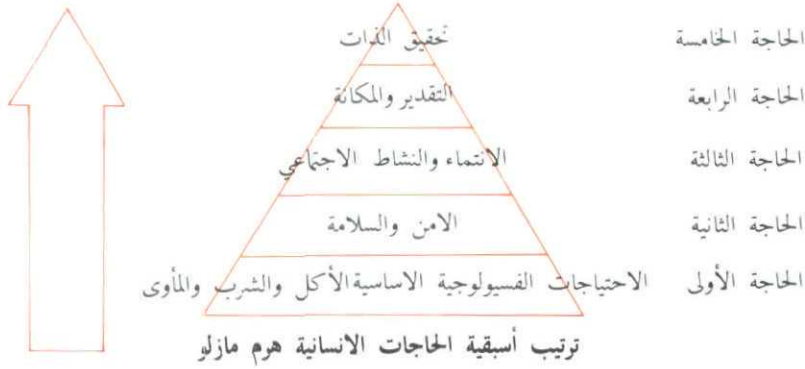 الحاجة الخامسة تحقيق الذات
الحاجة الرابعة التقدير والمكانة
الحاجة الثالثة الانتماء والنشاط الاجتماعي
الحاجة الثانية الامن والسلامة
الحاجة الأولى الاحتياجات الفسيولوجية الاساسية الأكل والشرب والمأوى
ترتيب أسبقية الحاجات الانسانية هرم مازلو